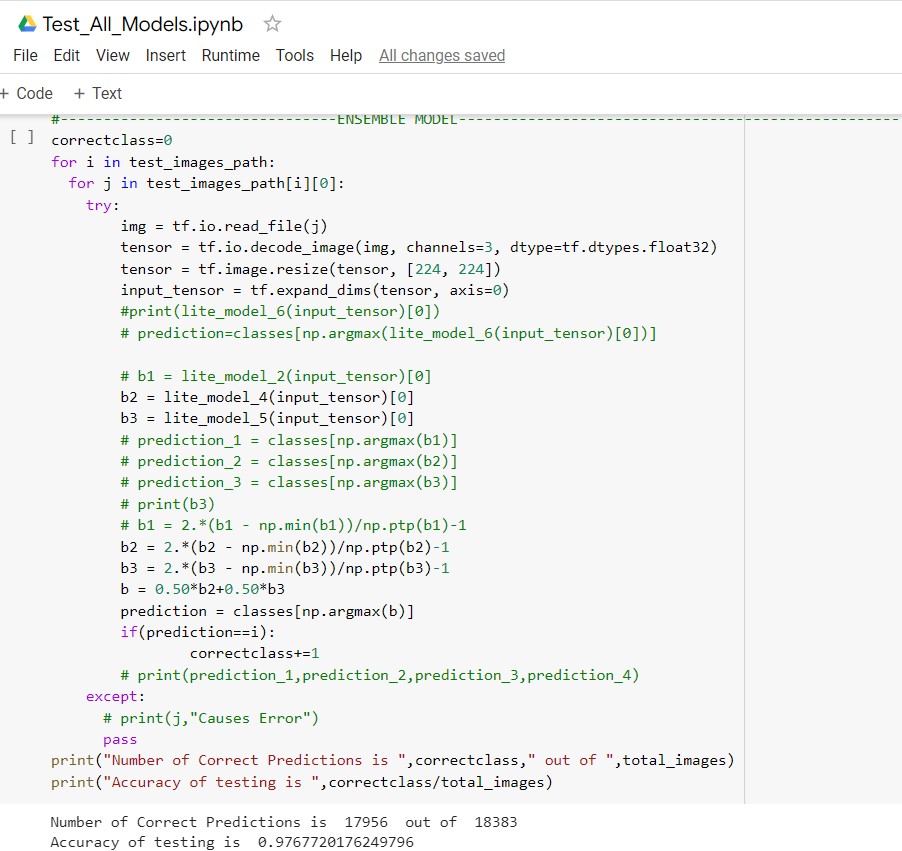 Test_All_Models.ipynb
File Edit View Insert Runtime Tools Help All changes saved
+ Code + Text
#--------------------------------ENSEMBLE MODEL---------------------------------------------------
[ ] correctclass=0
for i in test_images_path:
  for j in test_images_path[i][0]:
    try:
        img = tf.io.read_file(j)
        tensor = tf.io.decode_image(img, channels=3, dtype=tf.dtypes.float32)
        tensor = tf.image.resize(tensor, [224, 224])
        input_tensor = tf.expand_dims(tensor, axis=0)
        #print(lite_model_6(input_tensor)[0])
        # prediction=classes[np.argmax(lite_model_6(input_tensor)[0])]
        # b1 = lite_model_2(input_tensor)[0]
        b2 = lite_model_4(input_tensor)[0]
        b3 = lite_model_5(input_tensor)[0]
        # prediction_1 = classes[np.argmax(b1)]
        # prediction_2 = classes[np.argmax(b2)]
        # prediction_3 = classes[np.argmax(b3)]
        # print(b3)
        # b1 = 2.*(b1 - np.min(b1))/np.ptp(b1)-1
        b2 = 2.*(b2 - np.min(b2))/np.ptp(b2)-1
        b3 = 2.*(b3 - np.min(b3))/np.ptp(b3)-1
        b = 0.50*b2+0.50*b3
        prediction = classes[np.argmax(b)]
        if(prediction==i):
                correctclass+=1
        # print(prediction_1,prediction_2,prediction_3,prediction_4)
    except:
      # print(j,"Causes Error")
      pass
print("Number of Correct Predictions is ",correctclass," out of ",total_images)
print("Accuracy of testing is ",correctclass/total_images)
Number of Correct Predictions is  17956  out of  18383
Accuracy of testing is  0.9767720176249796